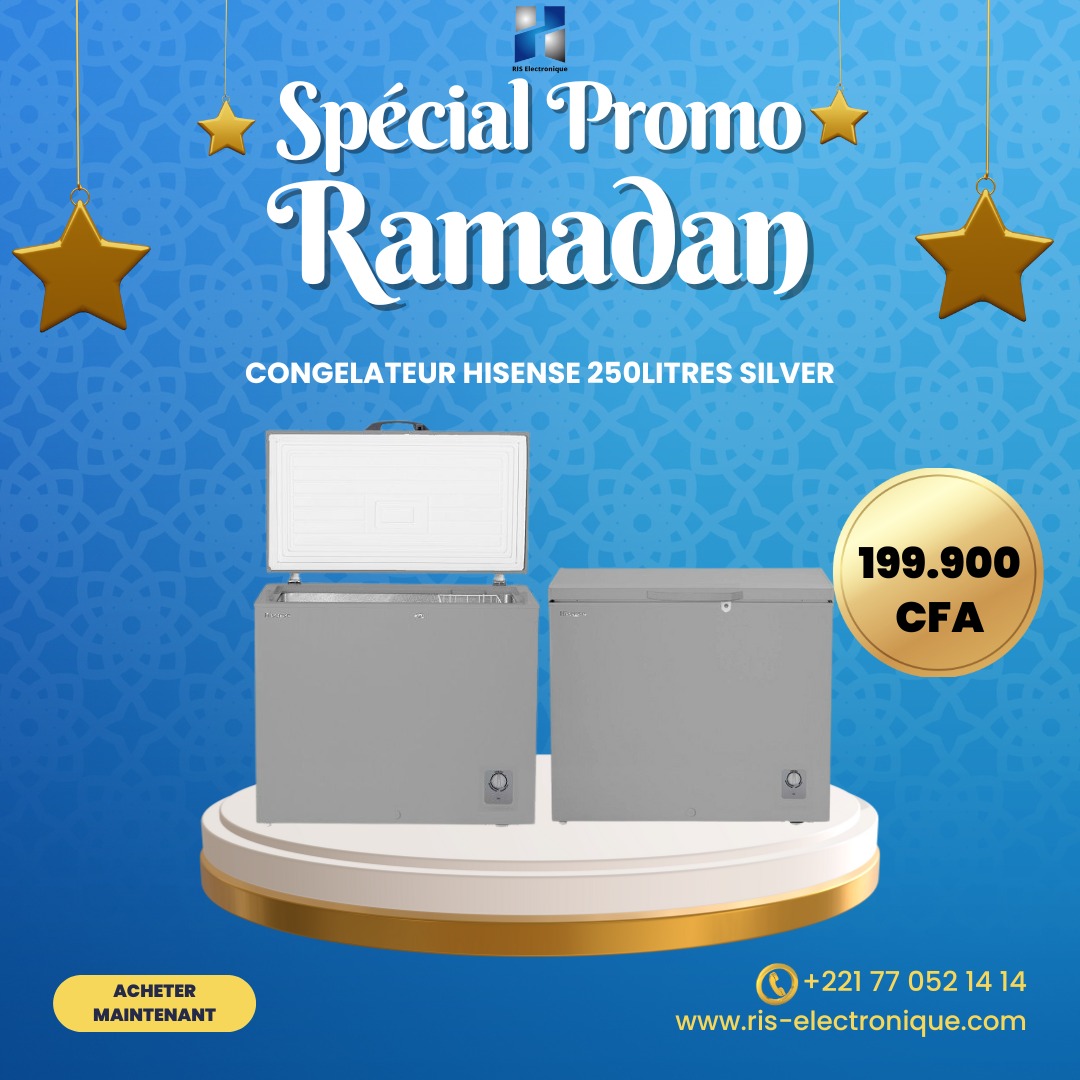 RIS Electronique
Spécial Promo
Ramadan
CONGELATEUR HISENSE 250LITRES SILVER
199.900
CFA
ACHETER
MAINTENANT
+221 77 052 14 14
www.ris-electronique.com